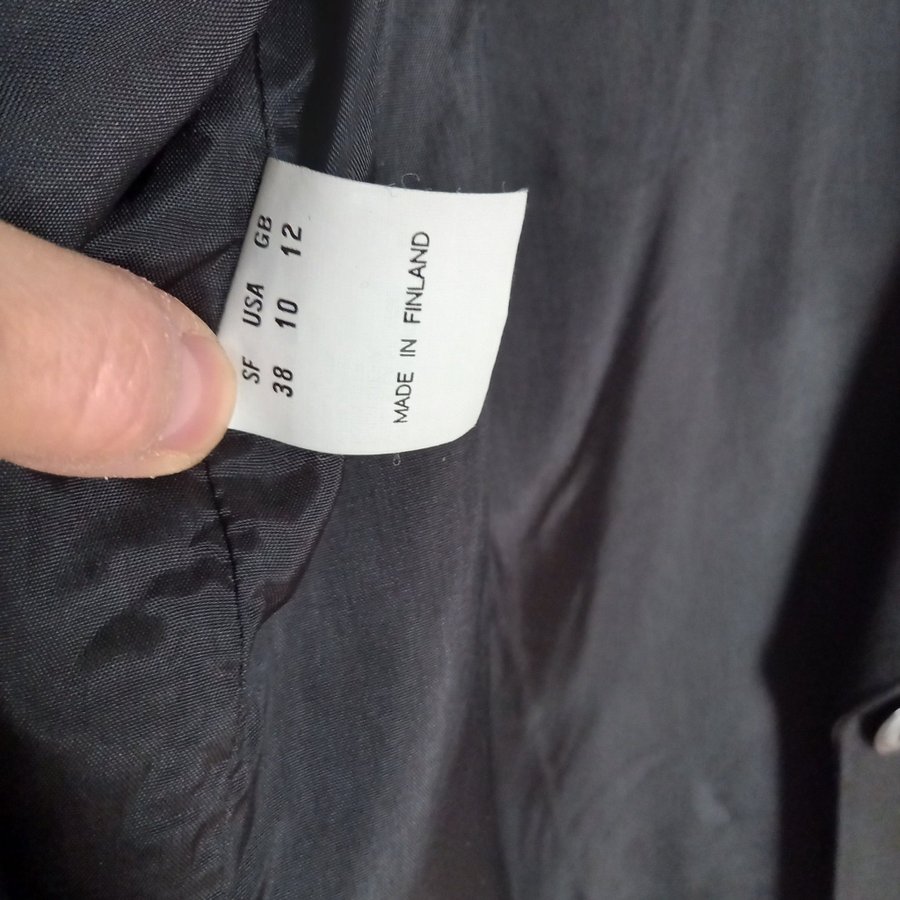 SF USA GB
38 10 12
MADE IN FINLAND